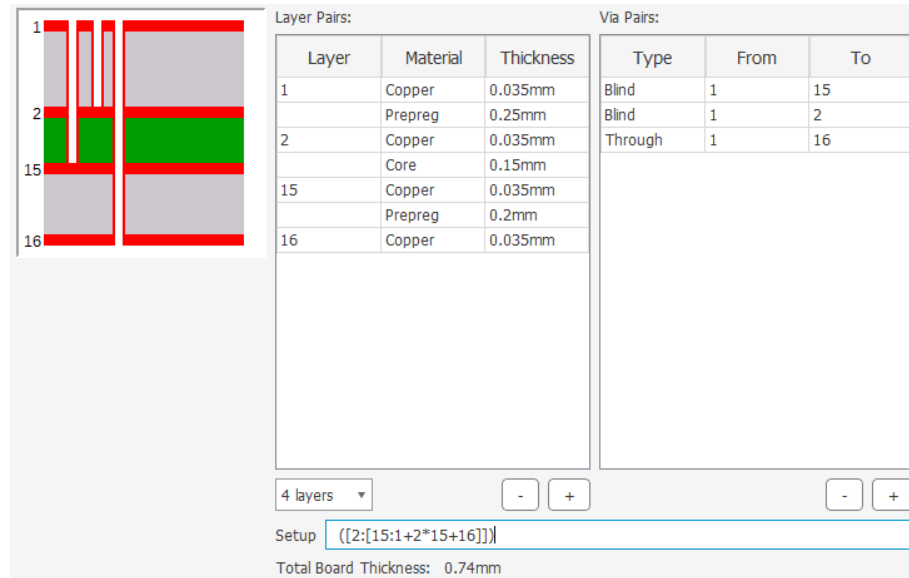 Layer Pairs: Via Pairs:
1
2
15
16
Layer Material Thickness
1 Copper 0.035mm
Prepreg 0.25mm
2 Copper 0.035mm
Core 0.15mm
15 Copper 0.035mm
Prepreg 0.2mm
16 Copper 0.035mm
Type From To
Blind 1 15
Blind 1 2
Through 1 16
4 layers - + - +
Setup ([2:[15:1+2*15+16]])
Total Board Thickness: 0.74mm